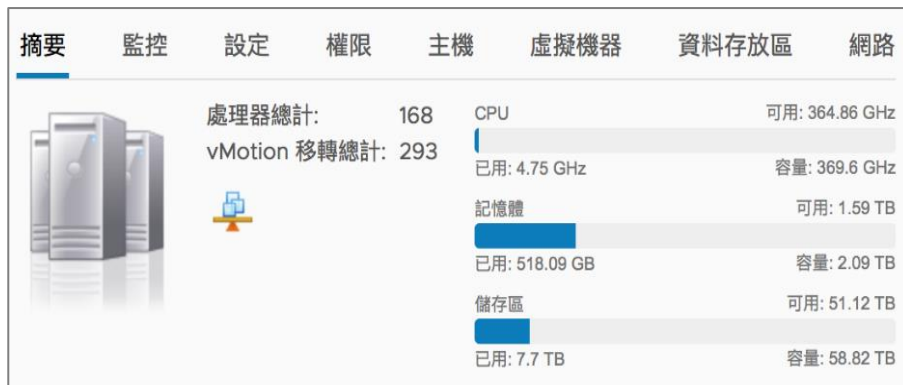 摘要 監控 設定 權限 主機 虛擬機器 資料存放區 網路
處理器總計: 168
vMotion 移轉總計: 293
CPU 可用: 364.86 GHz
已用: 4.75 GHz 容量: 369.6 GHz
記憶體 可用: 1.59 TB
已用: 518.09 GB 容量: 2.09 TB
儲存區 可用: 51.12 TB
已用: 7.7 TB 容量: 58.82 TB